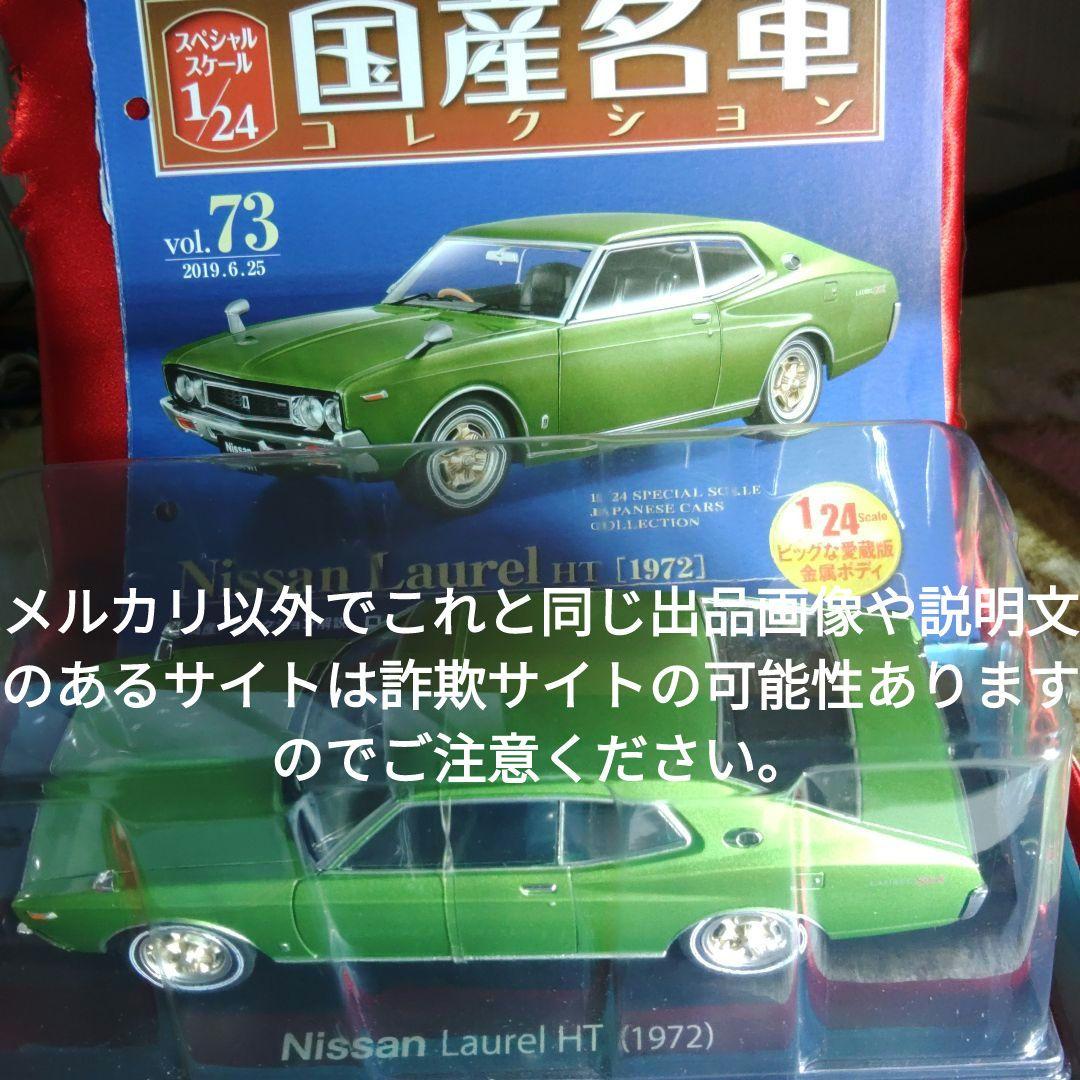 スペシャル
スケール
1/24
国産名車
コレクション
vol.73
2019.6.25
Nissan
1/24 SPECIAL SCALE
JAPANESE CARS
COLLECTION
1/24 Scale
ビッグな愛蔵版
金属ボディ
Nissan Laurel HT [1972]
メルカリ以外でこれと同じ出品画像や説明文
のあるサイトは詐欺サイトの可能性あります
のでご注意ください。
Nissan Laurel HT (1972)